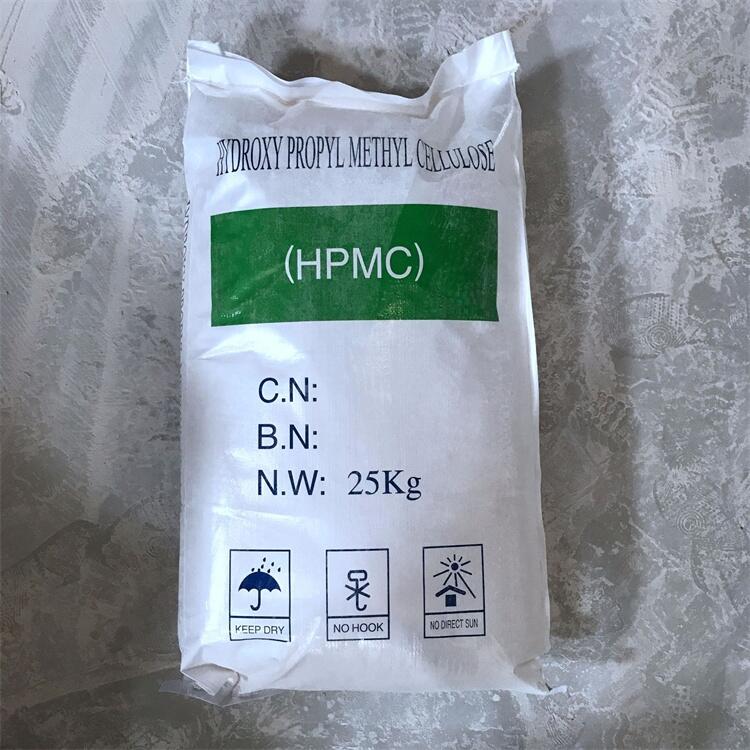 HYDROXY PROPYL METHYL CELLULOSE
(HPMC)
C.N:
B.N:
N.W: 25Kg
KEEP DRY
NO HOOK
NO DIRECT SUN